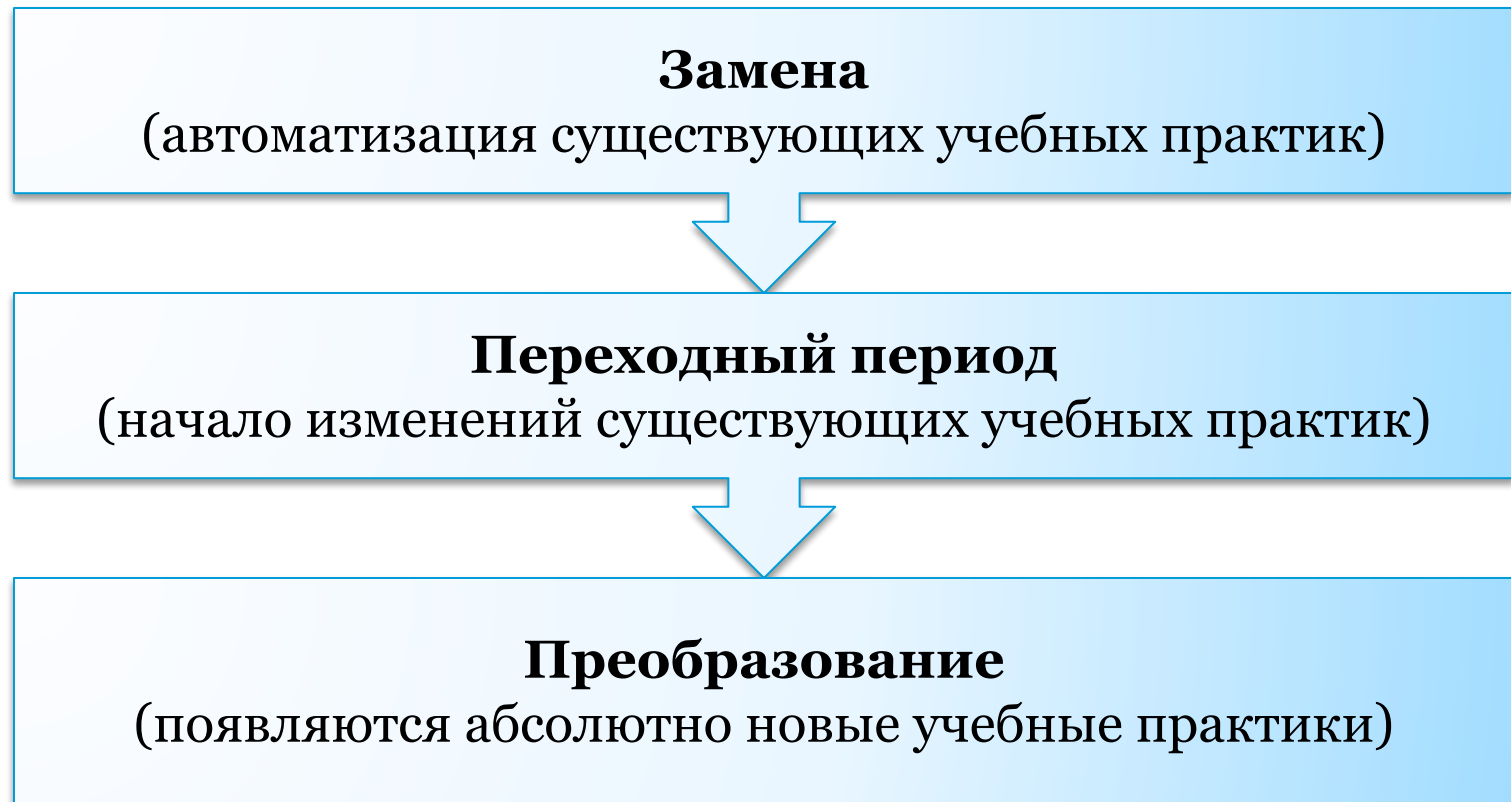 Замена
(автоматизация существующих учебных практик)
Переходный период
(начало изменений существующих учебных практик)
Преобразование
(появляются абсолютно новые учебные практики)